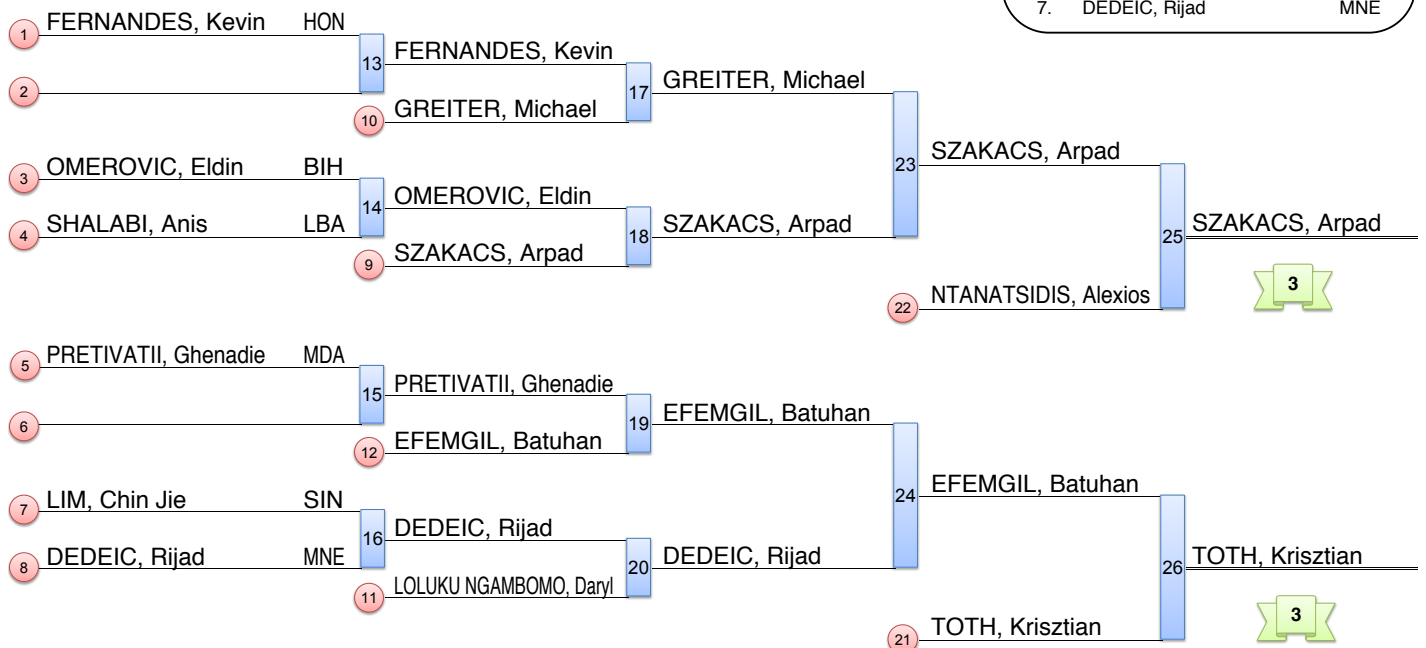 7. DEDEIC, Rijad MNE
1 FERNANDES, Kevin HON
13 FERNANDES, Kevin
2
17 GREITER, Michael
10 GREITER, Michael
23 SZAKACS, Arpad
3 OMEROVIC, Eldin BIH
14 OMEROVIC, Eldin
4 SHALABI, Anis LBA
18 SZAKACS, Arpad
9 SZAKACS, Arpad
25 SZAKACS, Arpad
3
22 NTANATSIDIS, Alexios
5 PRETIVATII, Ghenadie MDA
15 PRETIVATII, Ghenadie
6
19 EFEMGIL, Batuhan
12 EFEMGIL, Batuhan
24 EFEMGIL, Batuhan
7 LIM, Chin Jie SIN
16 DEDEIC, Rijad
8 DEDEIC, Rijad MNE
20 DEDEIC, Rijad
11 LOLUKU NGAMBOMO, Daryl
26 TOTH, Krisztian
3
21 TOTH, Krisztian